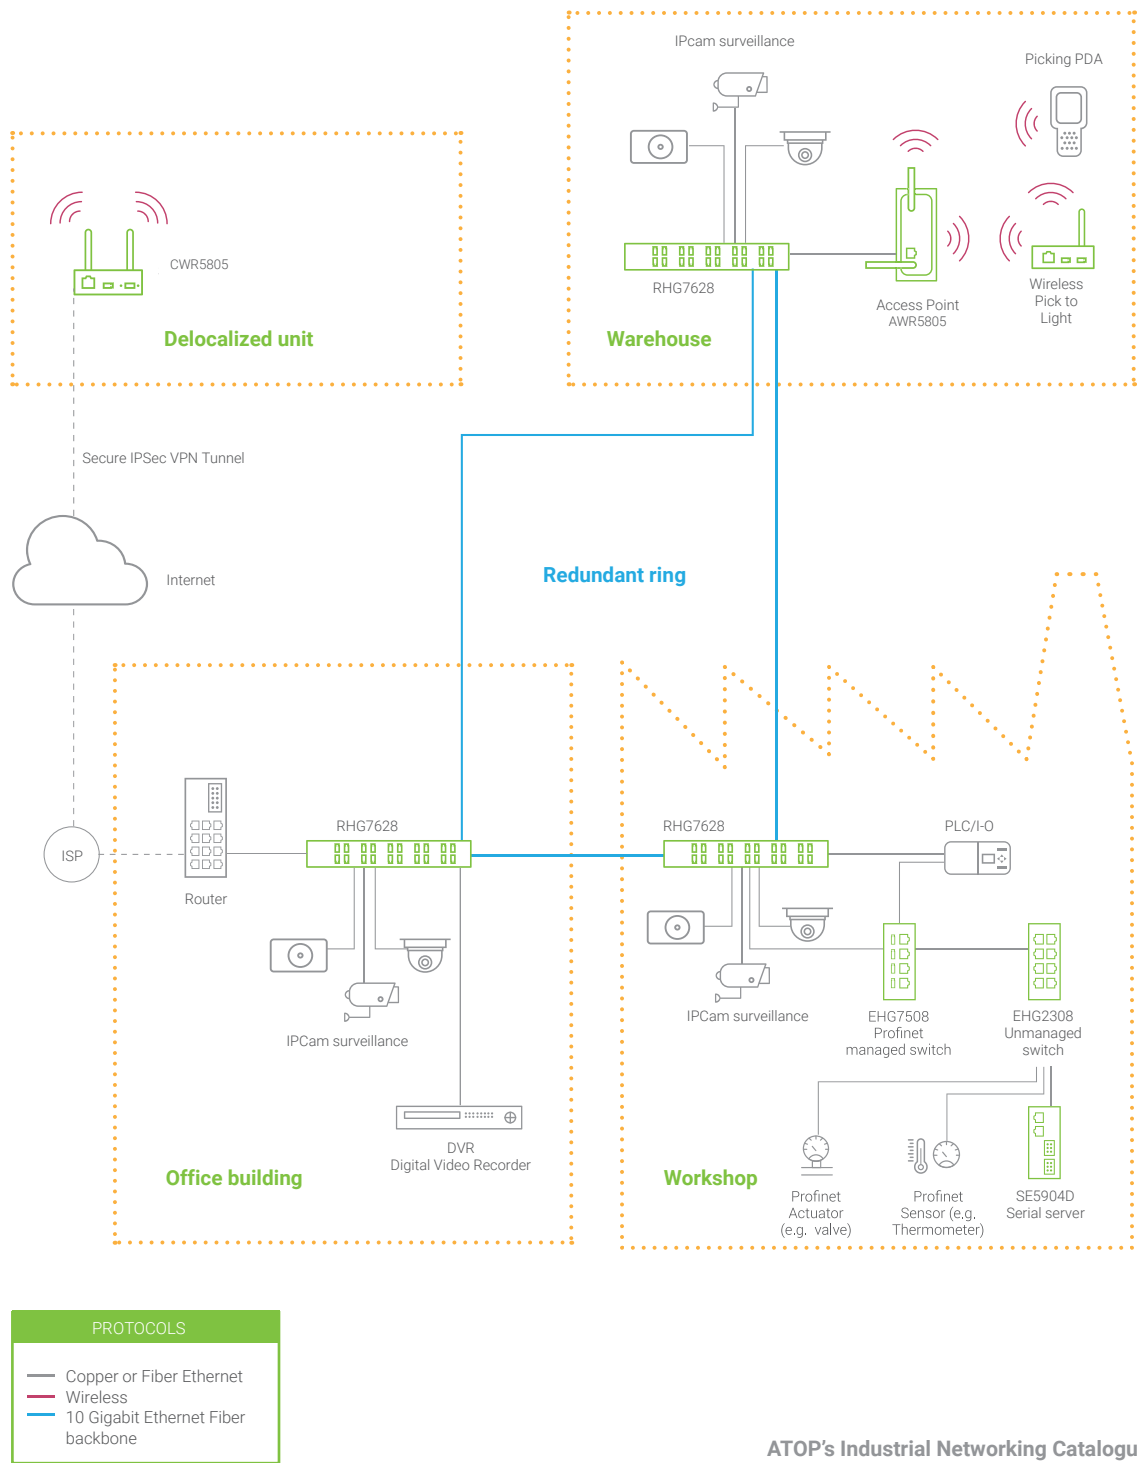 IPcam surveillance
Picking PDA
CWR5805
RHG7628
Access Point
AWR5805
Wireless
Pick to
Light
Delocalized unit
Warehouse
Secure IPSec VPN Tunnel
Internet
Redundant ring
ISP
Router
RHG7628
IPCam surveillance
DVR
Digital Video Recorder
Office building
RHG7628
PLC/I-O
IPCam surveillance
EHG7508
Profinet
managed switch
EHG2308
Unmanaged
switch
Workshop
Profinet
Actuator
(e.g. valve)
Profinet
Sensor (e.g.
Thermometer)
SE5904D
Serial server
PROTOCOLS
Copper or Fiber Ethernet
Wireless
10 Gigabit Ethernet Fiber
backbone
ATOP's Industrial Networking Catalogu